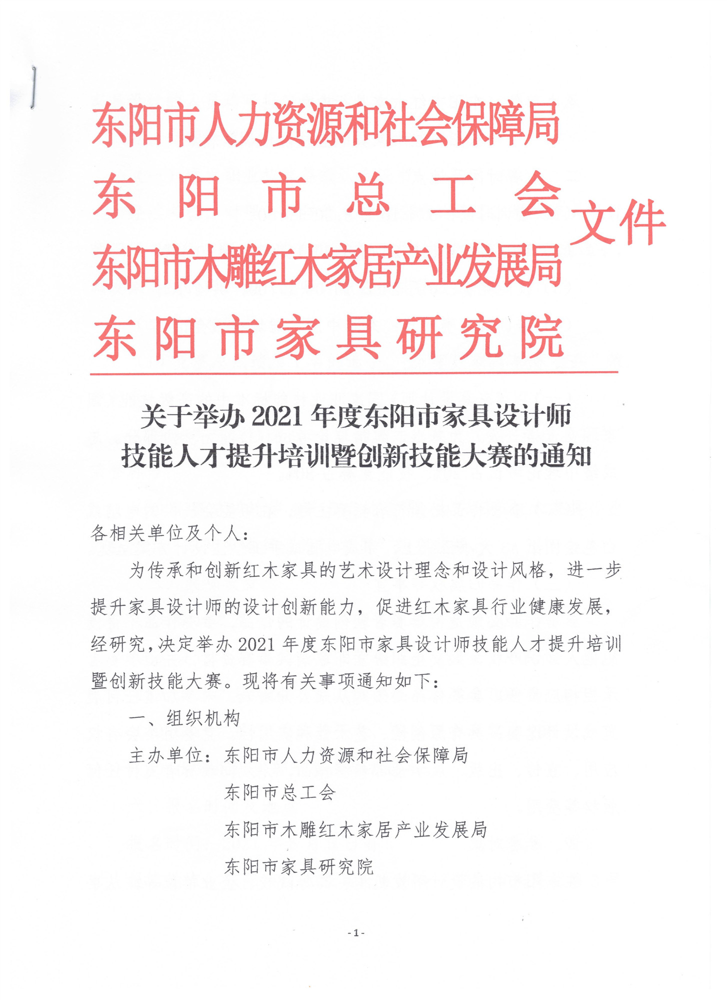 东阳市人力资源和社会保障局
东阳市总工会
文件
东阳市木雕红木家居产业发展局
东阳市家具研究院
关于举办 2021 年度东阳市家具设计师
技能人才提升培训暨创新技能大赛的通知
各相关单位及个人：
为传承和创新红木家具的艺术设计理念和设计风格，进一步
提升家具设计师的设计创新能力，促进红木家具行业健康发展，
经研究，决定举办 2021 年度东阳市家具设计师技能人才提升培训
暨创新技能大赛。现将有关事项通知如下：
一、组织机构
主办单位：东阳市人力资源和社会保障局
东阳市总工会
东阳市木雕红木家居产业发展局
东阳市家具研究院
- 1 -